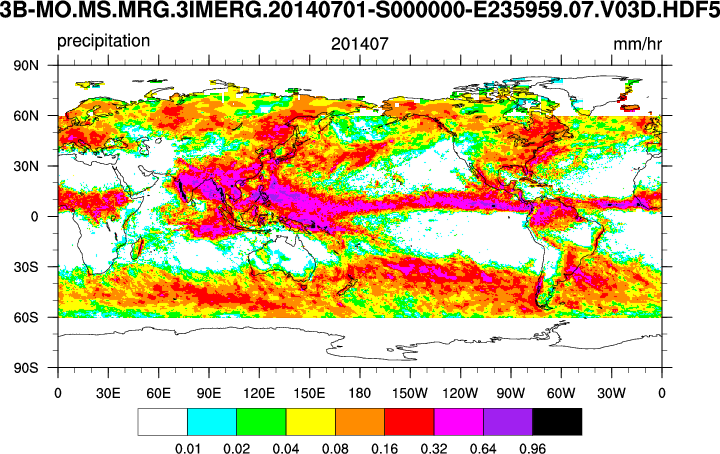 3B-MO.MS.MRG.3IMERG.20140701-S000000-E235959.07.V03D.HDF5
precipitation 201407 mm/hr
90N
60N
30N
0
30S
60S
90S
0 30E 60E 90E 120E 150E 180 150W 120W 90W 60W 30W 0
0.01 0.02 0.04 0.08 0.16 0.32 0.64 0.96